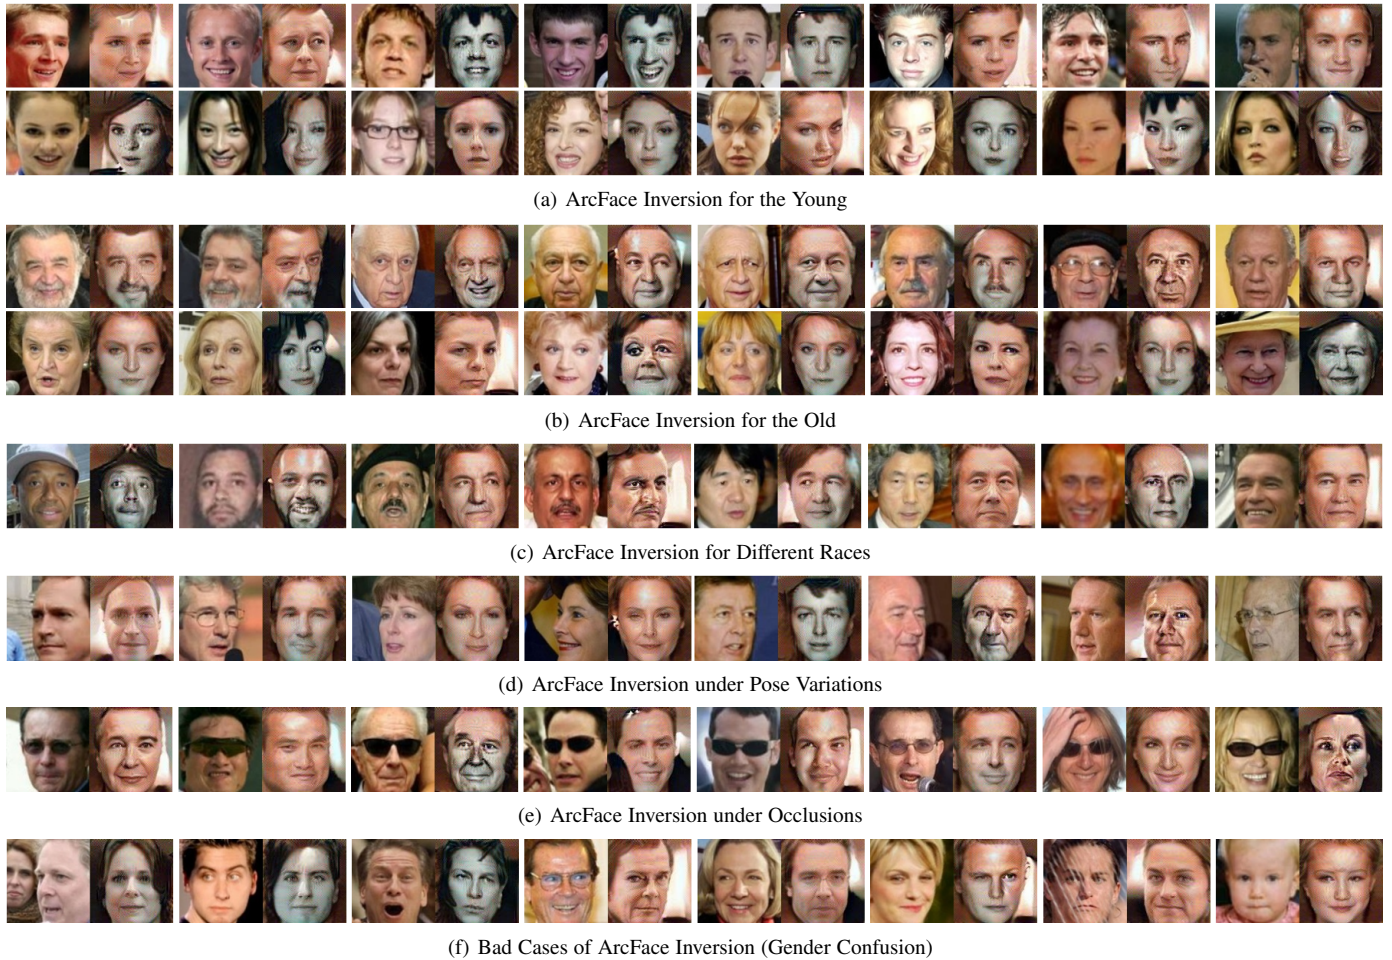 (a) ArcFace Inversion for the Young
(b) ArcFace Inversion for the Old
(c) ArcFace Inversion for Different Races
(d) ArcFace Inversion under Pose Variations
(e) ArcFace Inversion under Occlusions
(f) Bad Cases of ArcFace Inversion (Gender Confusion)